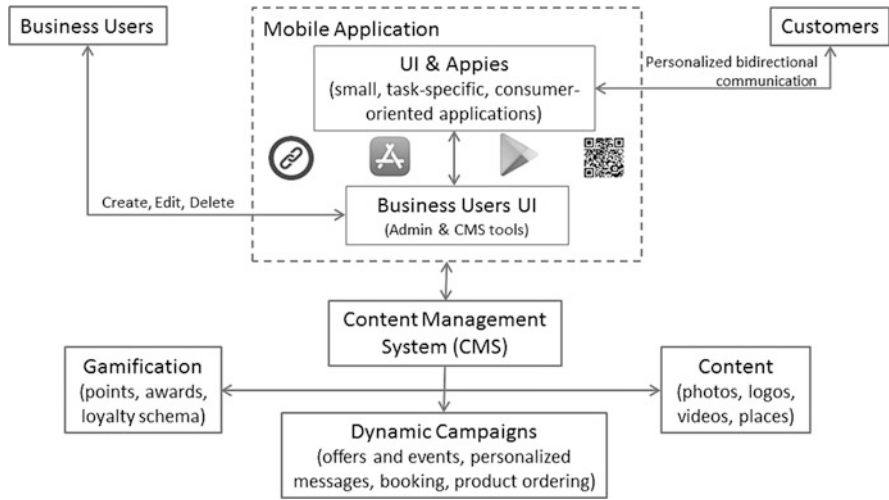 Business Users
Mobile Application
Customers
UI & Appies
(small, task-specific, consumer-
oriented applications)
Personalized bidirectional
communication
Create, Edit, Delete
Business Users UI
(Admin & CMS tools)
Content Management
System (CMS)
Gamification
(points, awards,
loyalty schema)
Content
(photos, logos,
videos, places)
Dynamic Campaigns
(offers and events, personalized
messages, booking, product ordering)